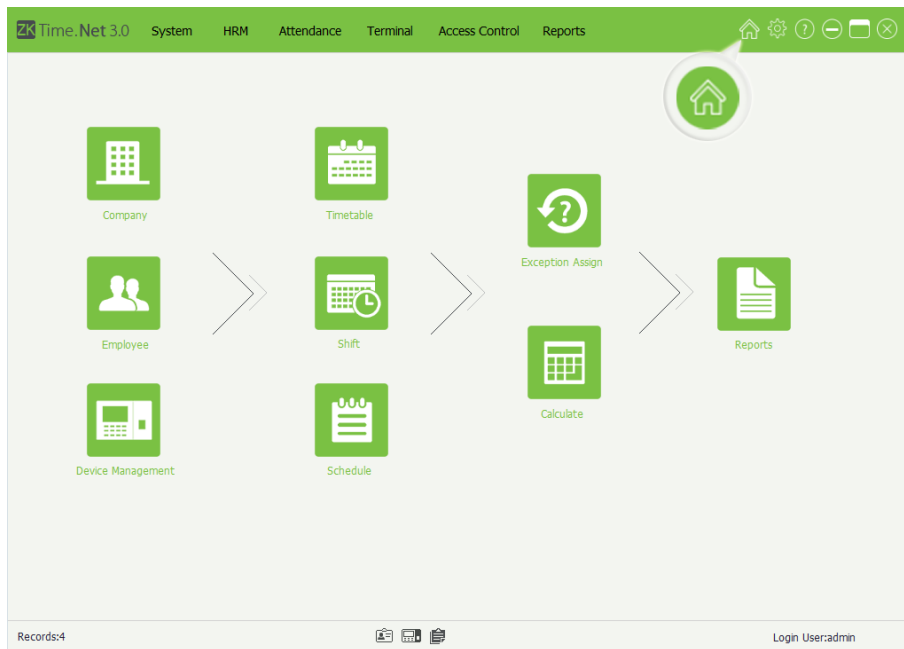 ZK Time.Net 3.0 System HRM Attendance Terminal Access Control Reports
Company
Timetable
Exception Assign
Employee
Shift
Reports
Calculate
Device Management
Schedule
Records:4
Login User:admin